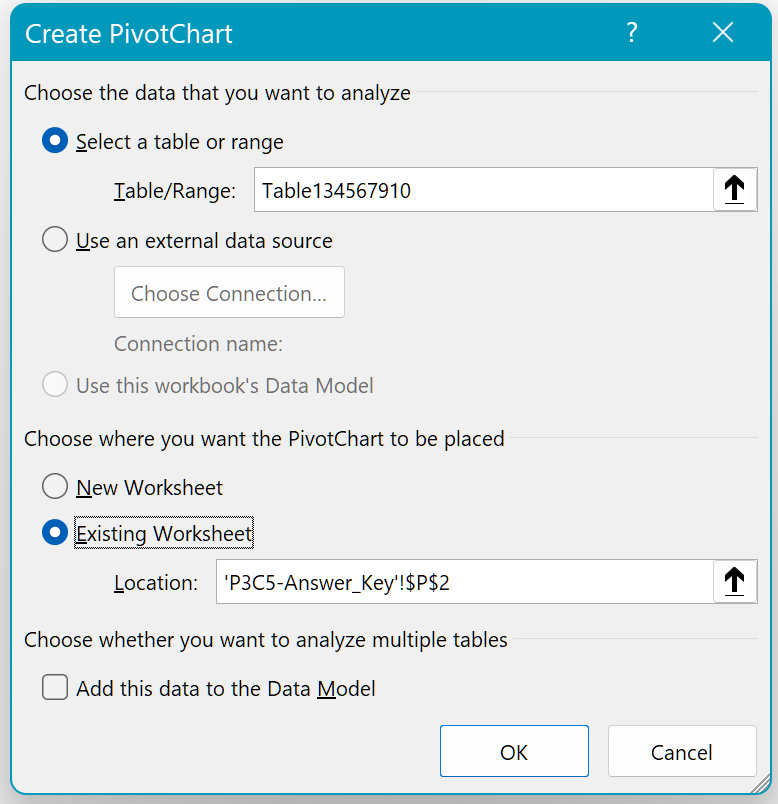 Create PivotChart ?
Choose the data that you want to analyze
Select a table or range
Table/Range: Table134567910
Use an external data source
Choose Connection...
Connection name:
Use this workbook's Data Model
Choose where you want the PivotChart to be placed
New Worksheet
Existing Worksheet
Location: 'P3C5-Answer_Key'!$P$2
Choose whether you want to analyze multiple tables
Add this data to the Data Model
OK Cancel